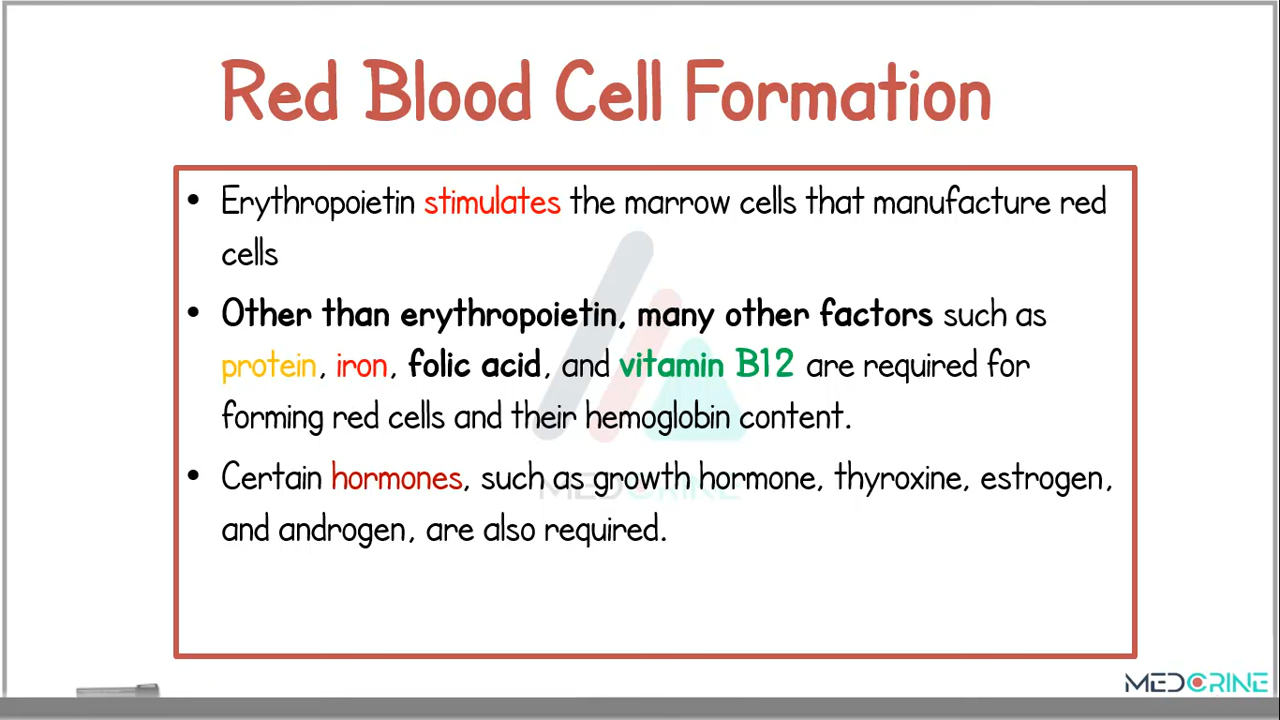 Red Blood Cell Formation
• Erythropoietin stimulates the marrow cells that manufacture red
cells
• Other than erythropoietin, many other factors such as
protein, iron, folic acid, and vitamin B12 are required for
forming red cells and their hemoglobin content.
• Certain hormones, such as growth hormone, thyroxine, estrogen,
and androgen, are also required.
MEDCRINE
MEDCRINE